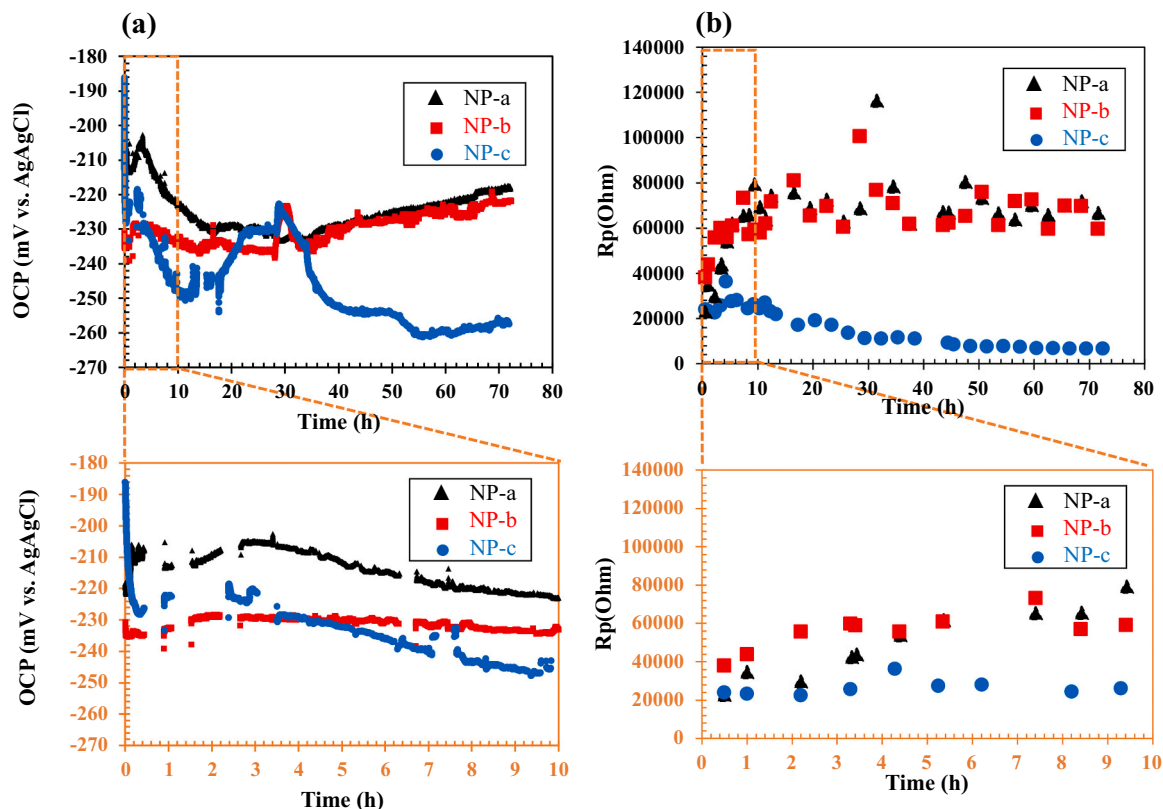 (a)
-180
-190
-200
-210
-220
-230
-240
-250
-260
-270
OCP (mV vs. AgAgCl)
NP-a
NP-b
NP-c
0 10 20 30 40 50 60 70 80
Time (h)
(b)
140000
120000
100000
80000
60000
40000
20000
0
Rp(Ohm)
NP-a
NP-b
NP-c
0 10 20 30 40 50 60 70 80
Time (h)
-180
-190
-200
-210
-220
-230
-240
-250
-260
-270
OCP (mV vs. AgAgCl)
NP-a
NP-b
NP-c
0 1 2 3 4 5 6 7 8 9 10
Time (h)
140000
120000
100000
80000
60000
40000
20000
0
Rp(Ohm)
NP-a
NP-b
NP-c
0 1 2 3 4 5 6 7 8 9 10
Time (h)